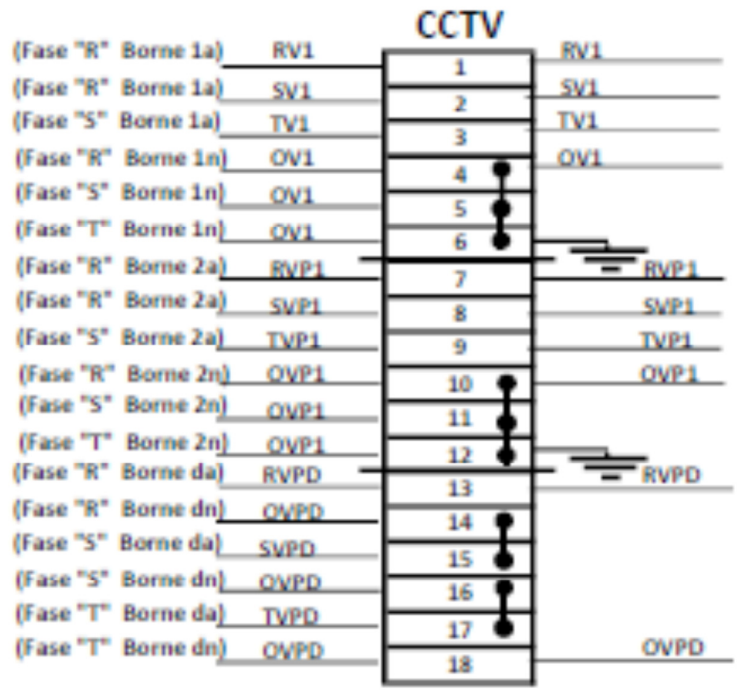 CCTV
(Fase "R" Borne 1a) RV1 1 RV1
(Fase "R" Borne 1a) SV1 2 SV1
(Fase "S" Borne 1a) TV1 3 TV1
(Fase "R" Borne 1n) OV1 4 OV1
(Fase "S" Borne 1n) OV1 5
(Fase "T" Borne 1n) OV1 6
(Fase "R" Borne 2a) RVP1 7 RVP1
(Fase "R" Borne 2a) SVP1 8 SVP1
(Fase "S" Borne 2a) TVP1 9 TVP1
(Fase "R" Borne 2n) OVP1 10 OVP1
(Fase "S" Borne 2n) OVP1 11
(Fase "T" Borne 2n) OVP1 12
(Fase "R" Borne da) RVPD 13 RVPD
(Fase "R" Borne dn) OVPD 14
(Fase "S" Borne da) SVPD 15
(Fase "S" Borne dn) OVPD 16
(Fase "T" Borne da) TVPD 17
(Fase "T" Borne dn) OVPD 18 OVPD